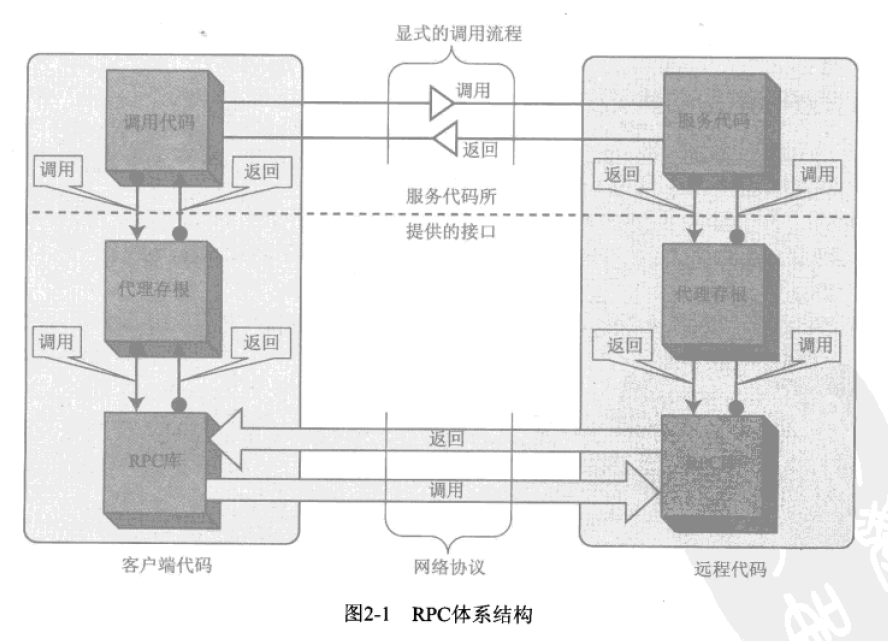 显式的调用流程
调用代码
调用
服务代码
返回
调用
返回
返回
调用
服务代码所
提供的接口
代理存根
代理存根
调用
返回
返回
调用
RPC库
返回
RPC库
调用
客户端代码
网络协议
远程代码
图2-1 RPC体系结构